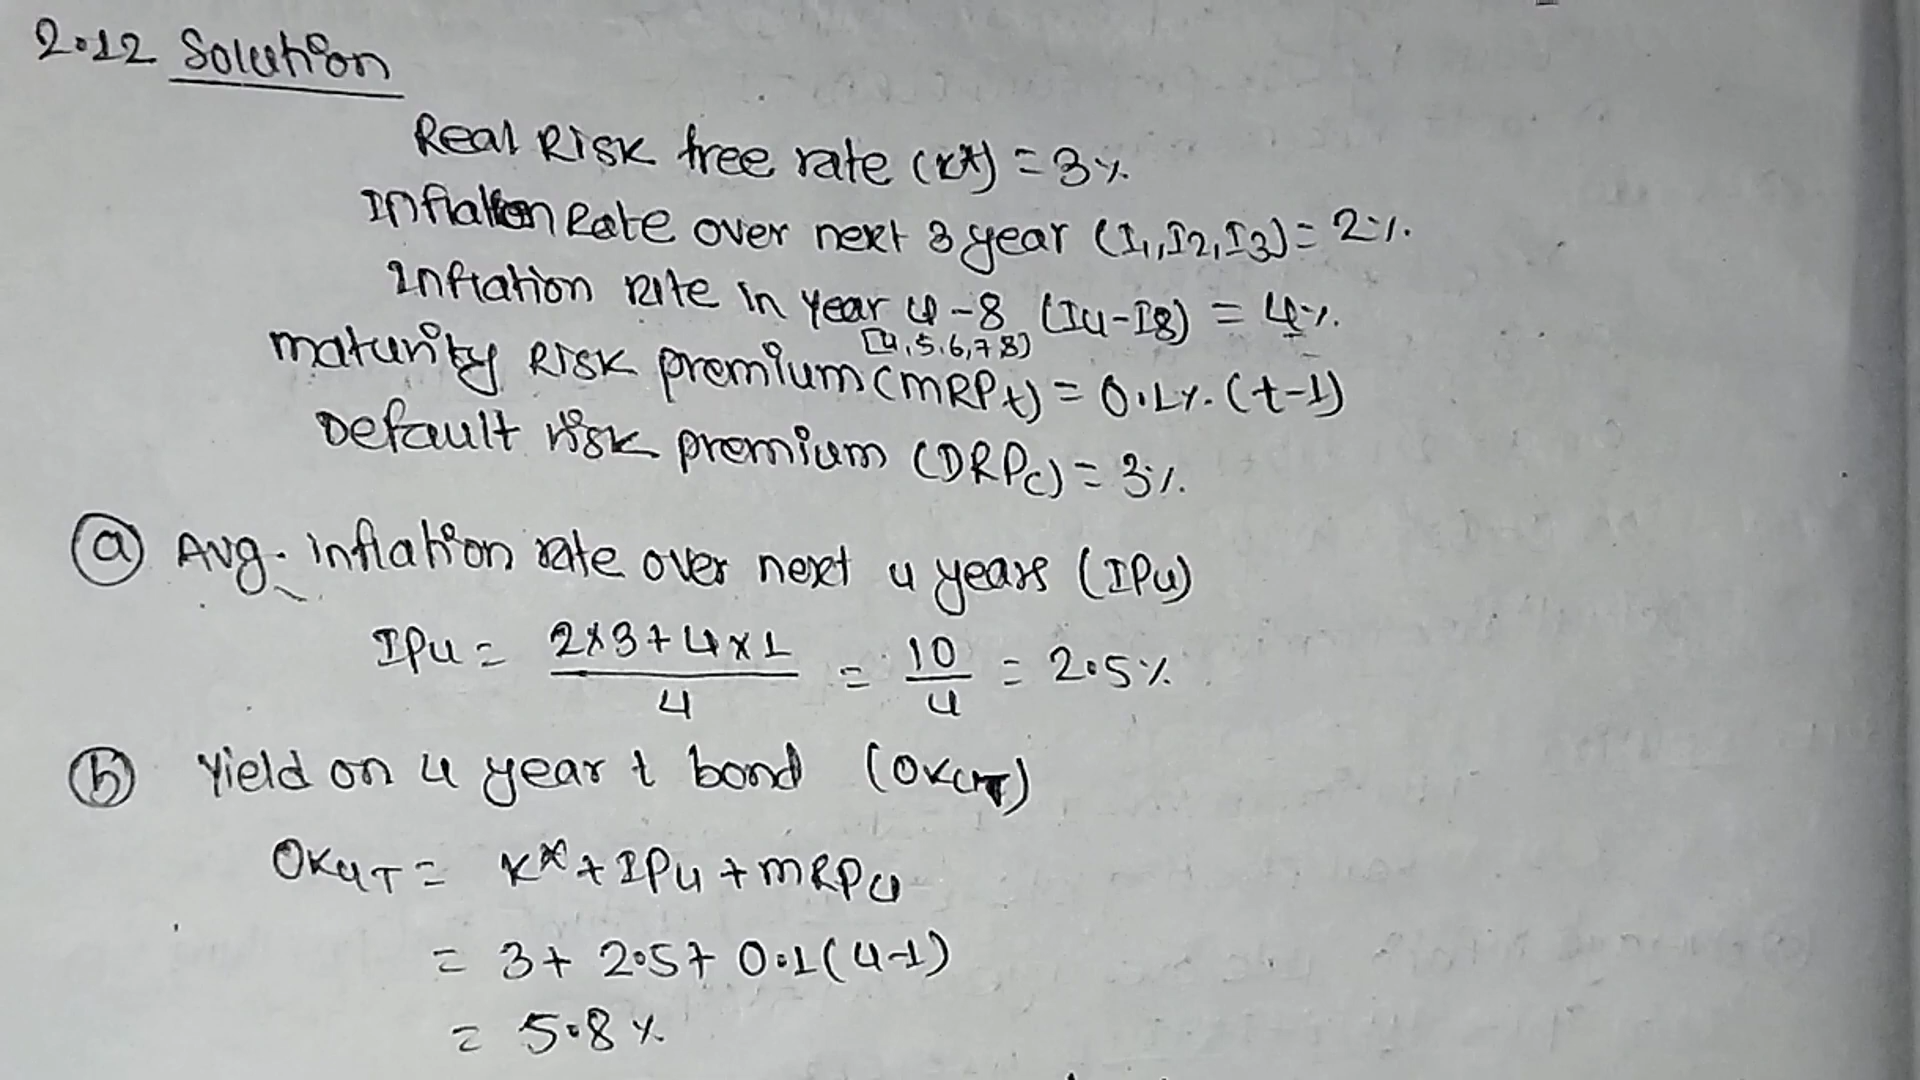 2.12 Solution
Real Risk free rate (K*) = 3%
Inflation Rate over next 3 year (I1, I2, I3) = 2%.
Inflation rate in Year 4-8 (I4-I8) = 4%.
[4,5,6,7 8)
maturity Risk premium (MRPt) = 0.1%. (t-1)
Default risk premium (DRPc) = 3%.
(a) Avg. inflation rate over next 4 years (IP4)
IP4 = 2×3+4×1 / 4 = 10 / 4 = 2.5%
(b) Yield on 4 year t bond (OK4T)
OK4T = K* + IP4 + MRP4
= 3+ 2.5+ 0.1(4-1)
= 5.8%